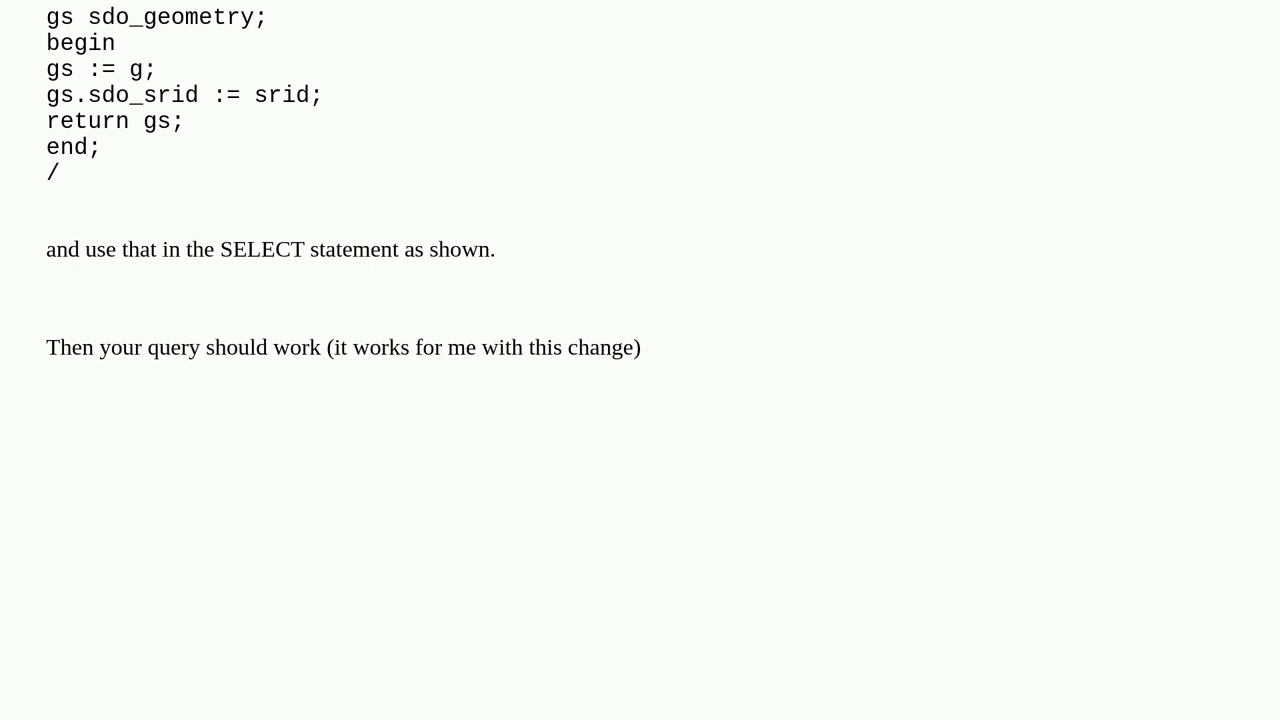 gs sdo_geometry;
begin
gs := g;
gs.sdo_srid := srid;
return gs;
end;
/
and use that in the SELECT statement as shown.
Then your query should work (it works for me with this change)